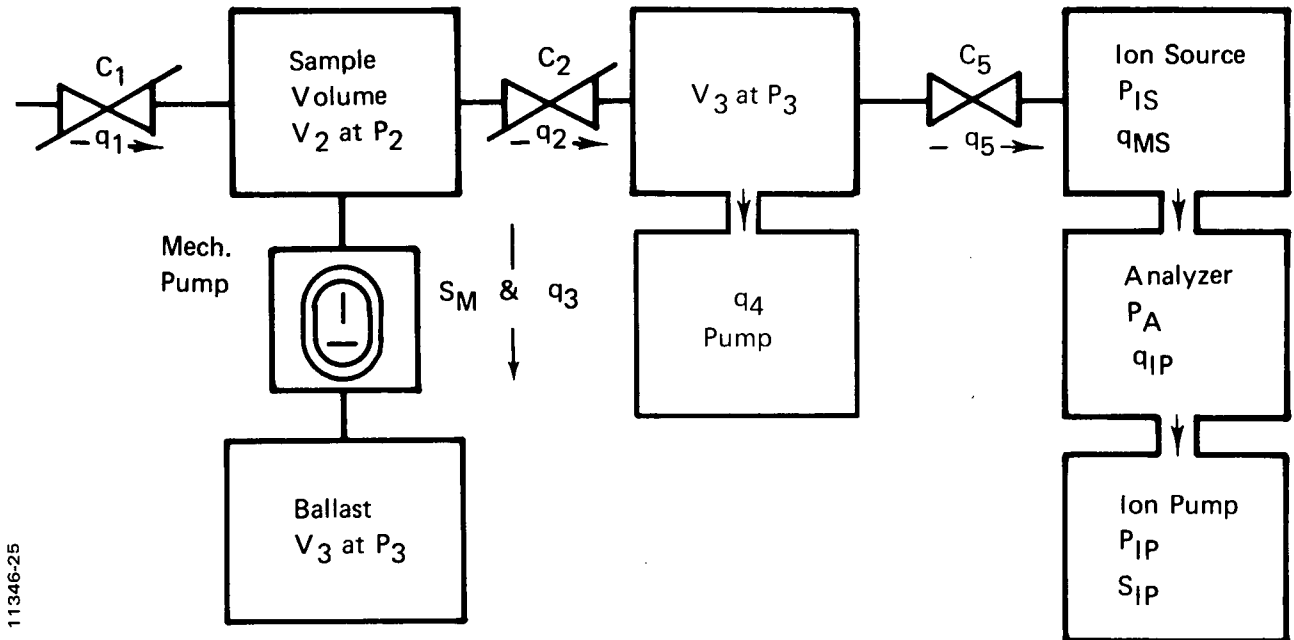 C1
q1
Sample
Volume
V2 at P2
C2
q2
V3 at P3
C5
q5
Ion Source
PIS
qMS
Mech.
Pump
SM & q3
q4
Pump
Analyzer
PA
qIP
Ballast
V3 at P3
Ion Pump
PIP
SIP
11346-25